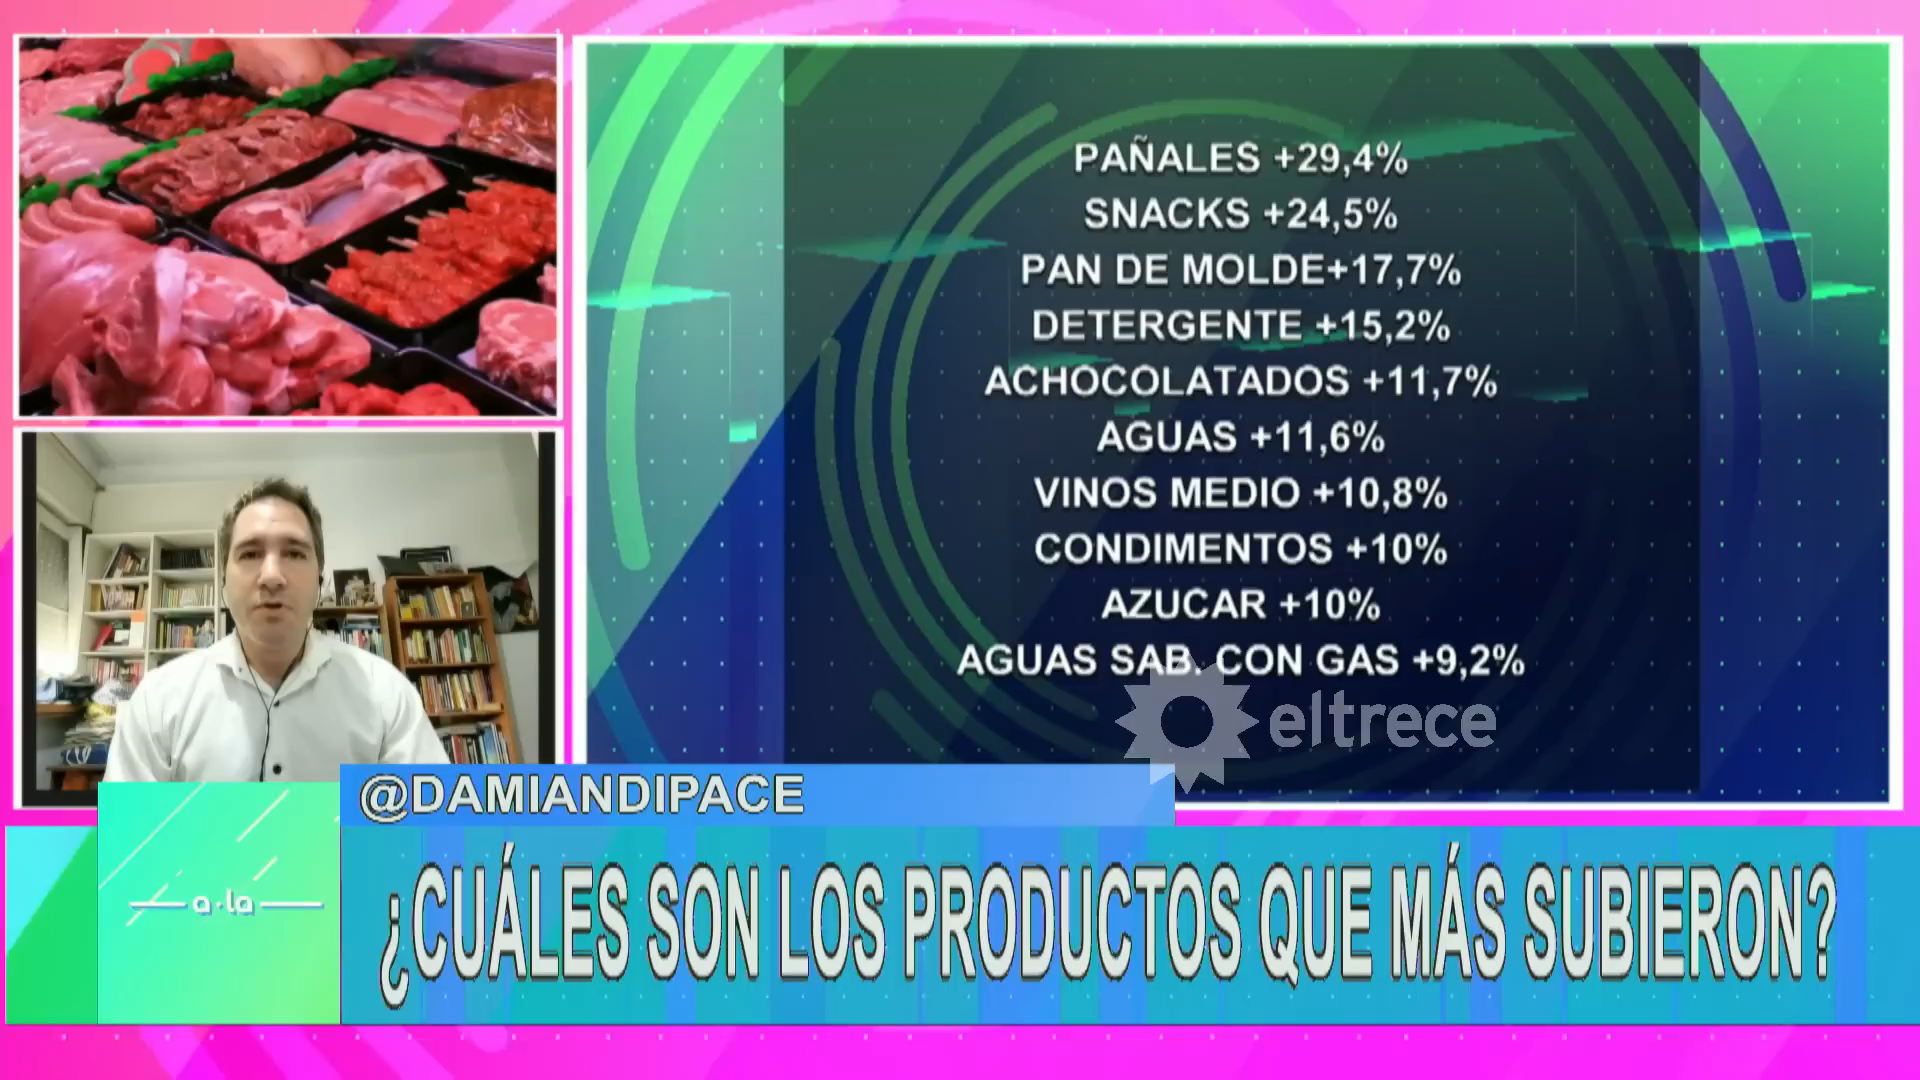 PAÑALES +29,4%
SNACKS +24,5%
PAN DE MOLDE+17,7%
DETERGENTE +15,2%
ACHOCOLATADOS +11,7%
AGUAS +11,6%
VINOS MEDIO +10,8%
CONDIMENTOS +10%
AZUCAR +10%
AGUAS SAB. CON GAS +9,2%
eltrece
@DAMIANDIPACE
a·la
¿CUÁLES SON LOS PRODUCTOS QUE MÁS SUBIERON?